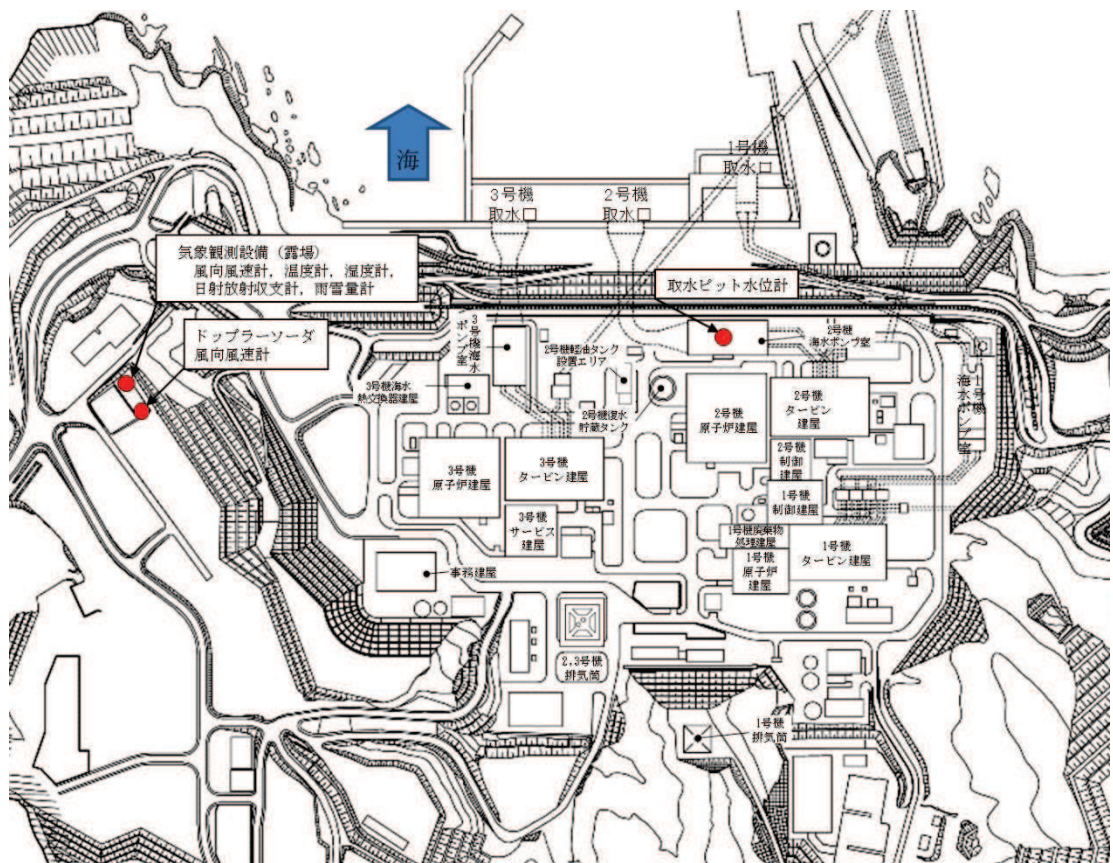 海
1号機
取水口
3号機
取水口
2号機
取水口
気象観測設備（露場）
風向風速計，温度計，湿度計，
日射放射収支計，雨雪量計
取水ピット水位計
ドップラーソーダ
風向風速計
3号機海水
ポンプ室
2号機軽油タンク
設置エリア
2号機
海水ポンプ室
3号機海水
熱交換器建屋
2号機復水
貯蔵タンク
1号機
海水ポンプ室
2号機
原子炉建屋
2号機
タービン
建屋
2号機
制御
建屋
3号機
原子炉建屋
3号機
タービン建屋
1号機
制御建屋
3号機
サービス
建屋
1号機廃棄物
処理建屋
1号機
原子炉
建屋
1号機
タービン建屋
事務建屋
2,3号機
排気筒
1号機
排気筒